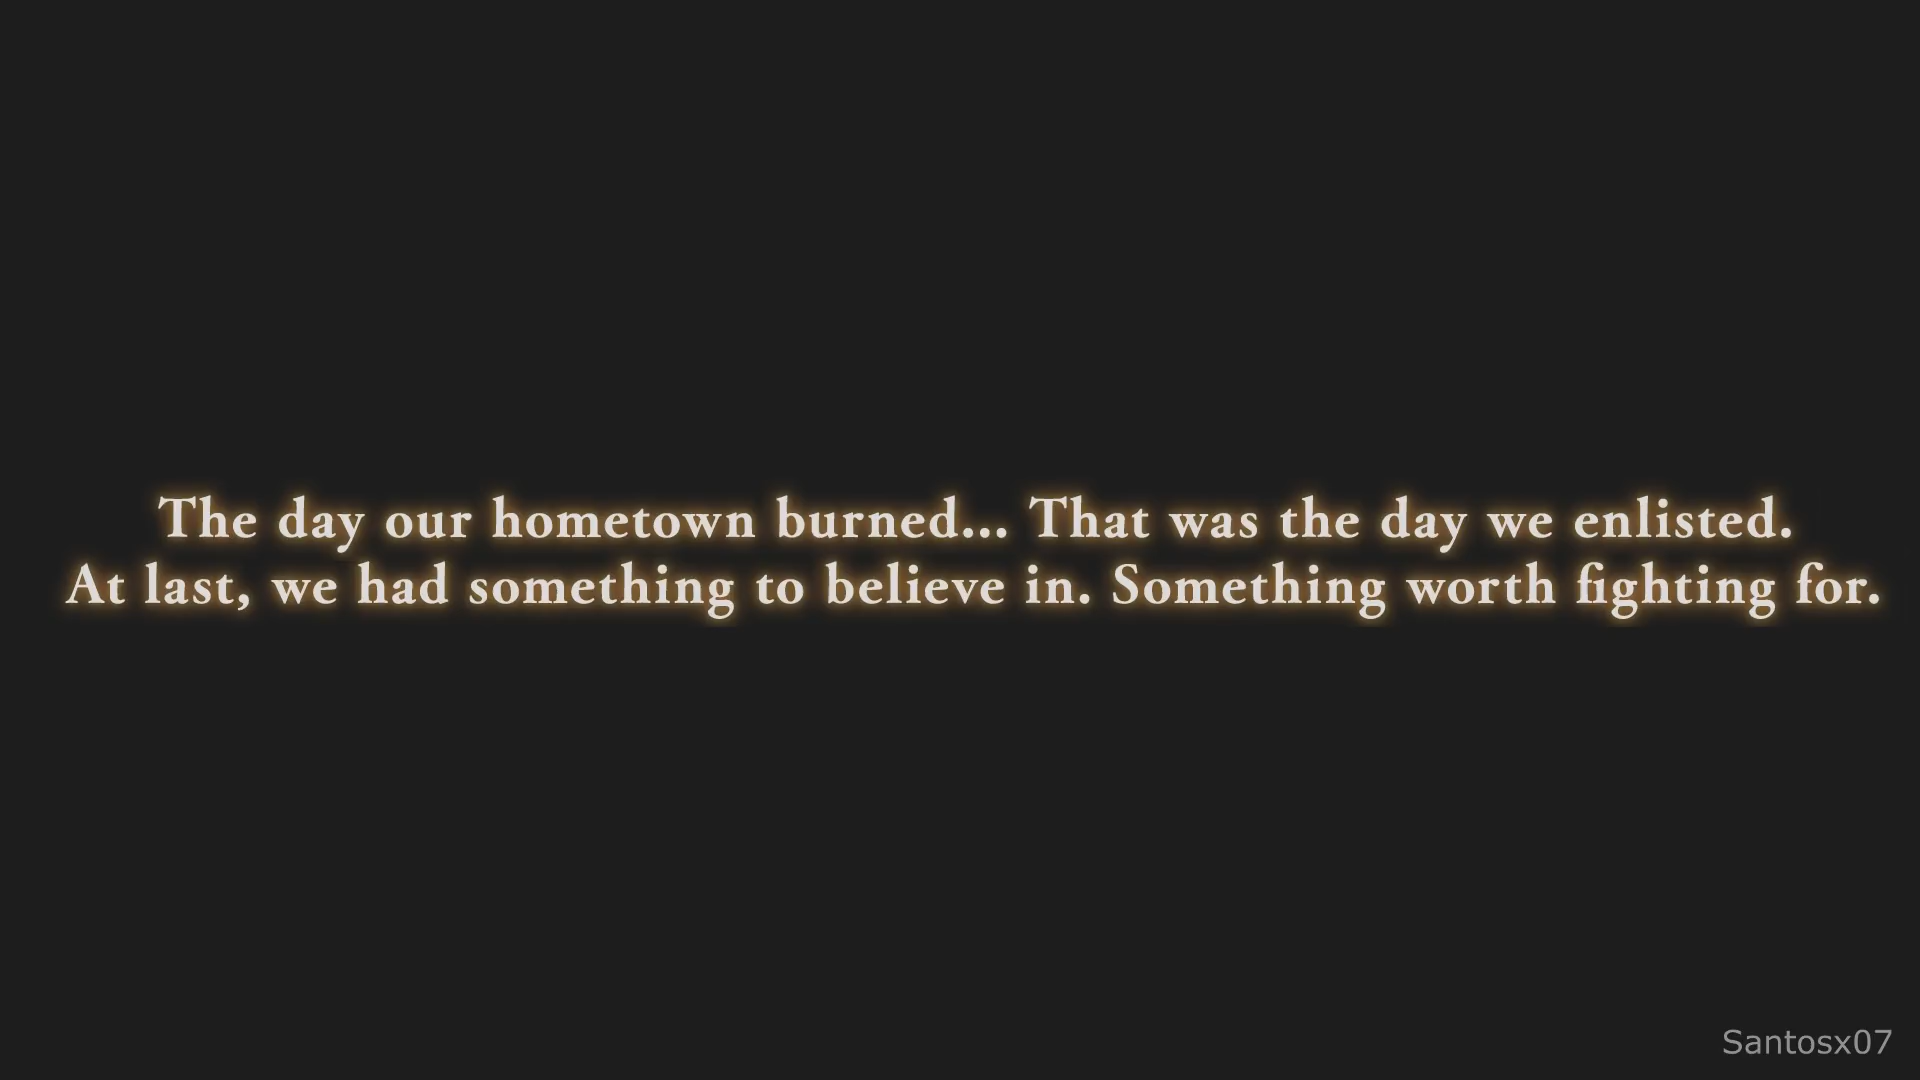 The day our hometown burned... That was the day we enlisted.
At last, we had something to believe in. Something worth fighting for.
Santosx07